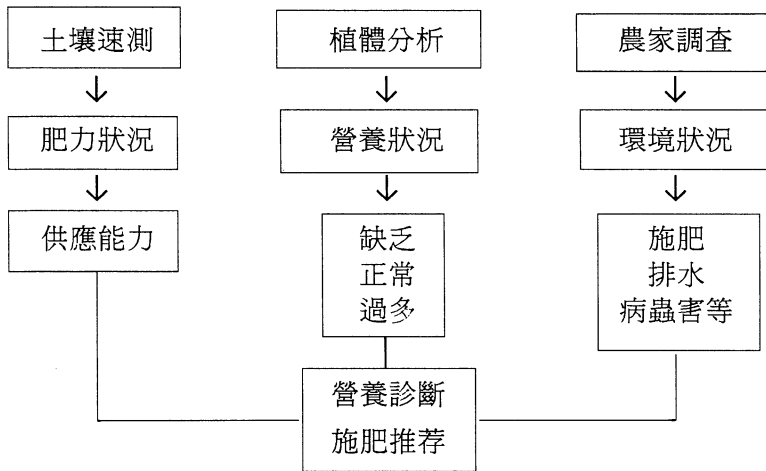 土壤速測
植體分析
農家調查
肥力狀況
營養狀況
環境狀況
供應能力
缺乏
正常
過多
施肥
排水
病蟲害等
營養診斷
施肥推荐